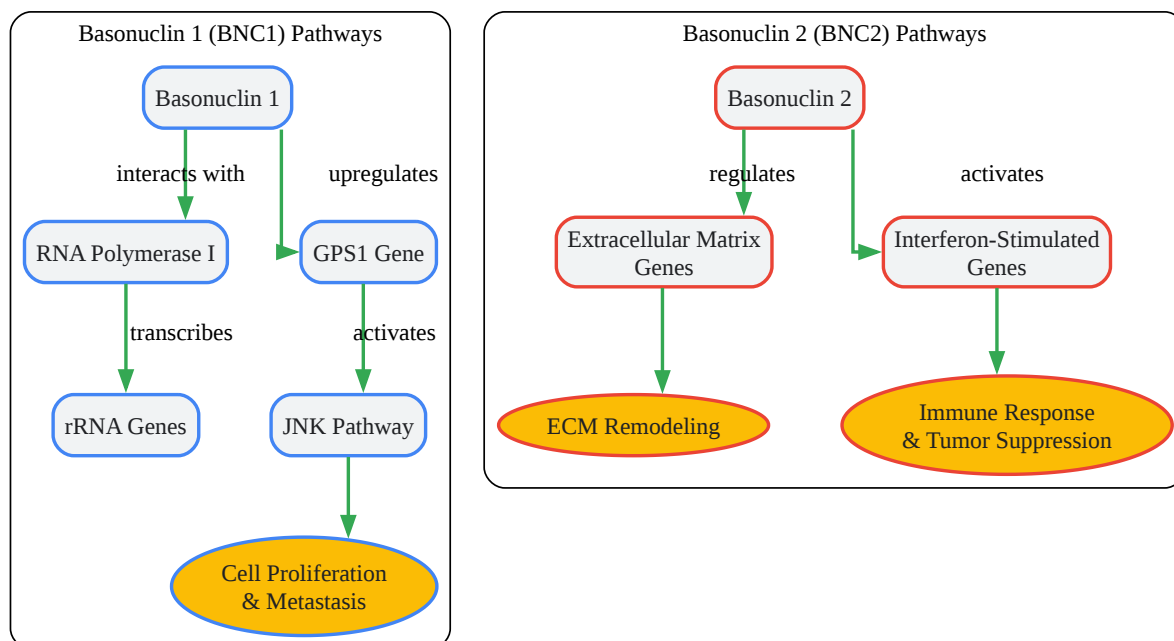 Basonuclin 1 (BNC1) Pathways
Basonuclin 1
interacts with
upregulates
RNA Polymerase I
GPS1 Gene
transcribes
activates
rRNA Genes
JNK Pathway
Cell Proliferation
& Metastasis
Basonuclin 2 (BNC2) Pathways
Basonuclin 2
regulates
activates
Extracellular Matrix
Genes
Interferon-Stimulated
Genes
ECM Remodeling
Immune Response
& Tumor Suppression